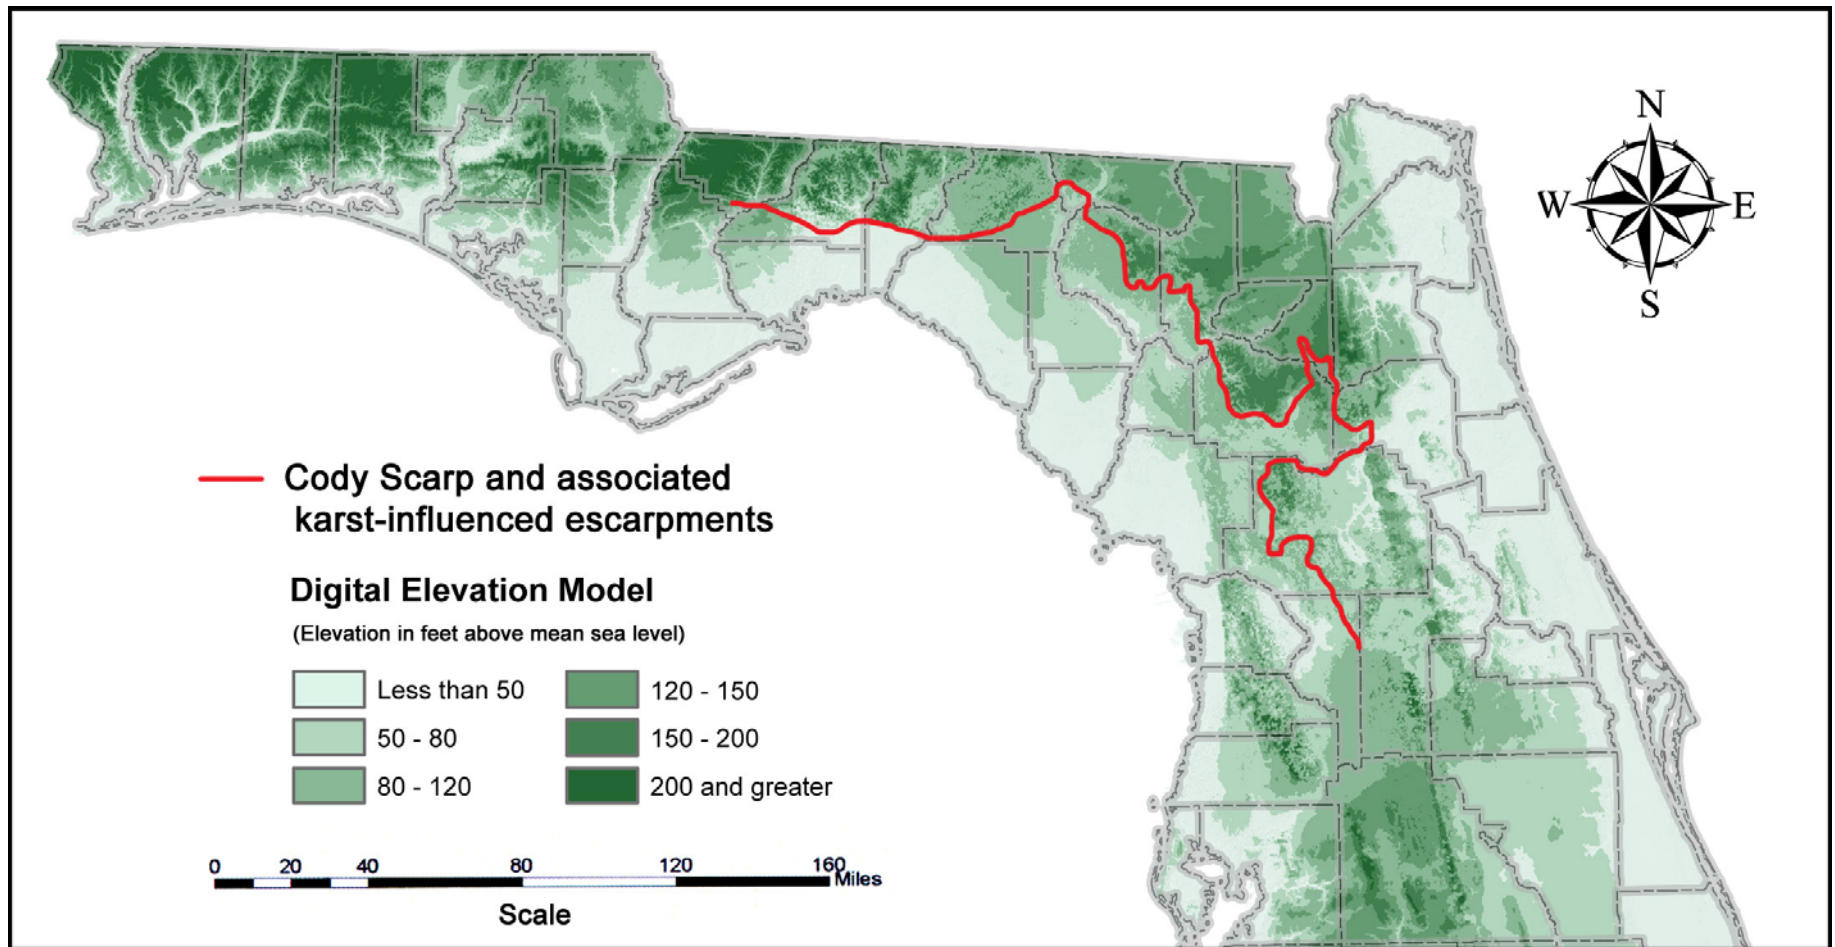 N
W E
S
Cody Scarp and associated
karst-influenced escarpments
Digital Elevation Model
(Elevation in feet above mean sea level)
Less than 50
50 - 80
80 - 120
120 - 150
150 - 200
200 and greater
0 20 40 80 120 160
Miles
Scale